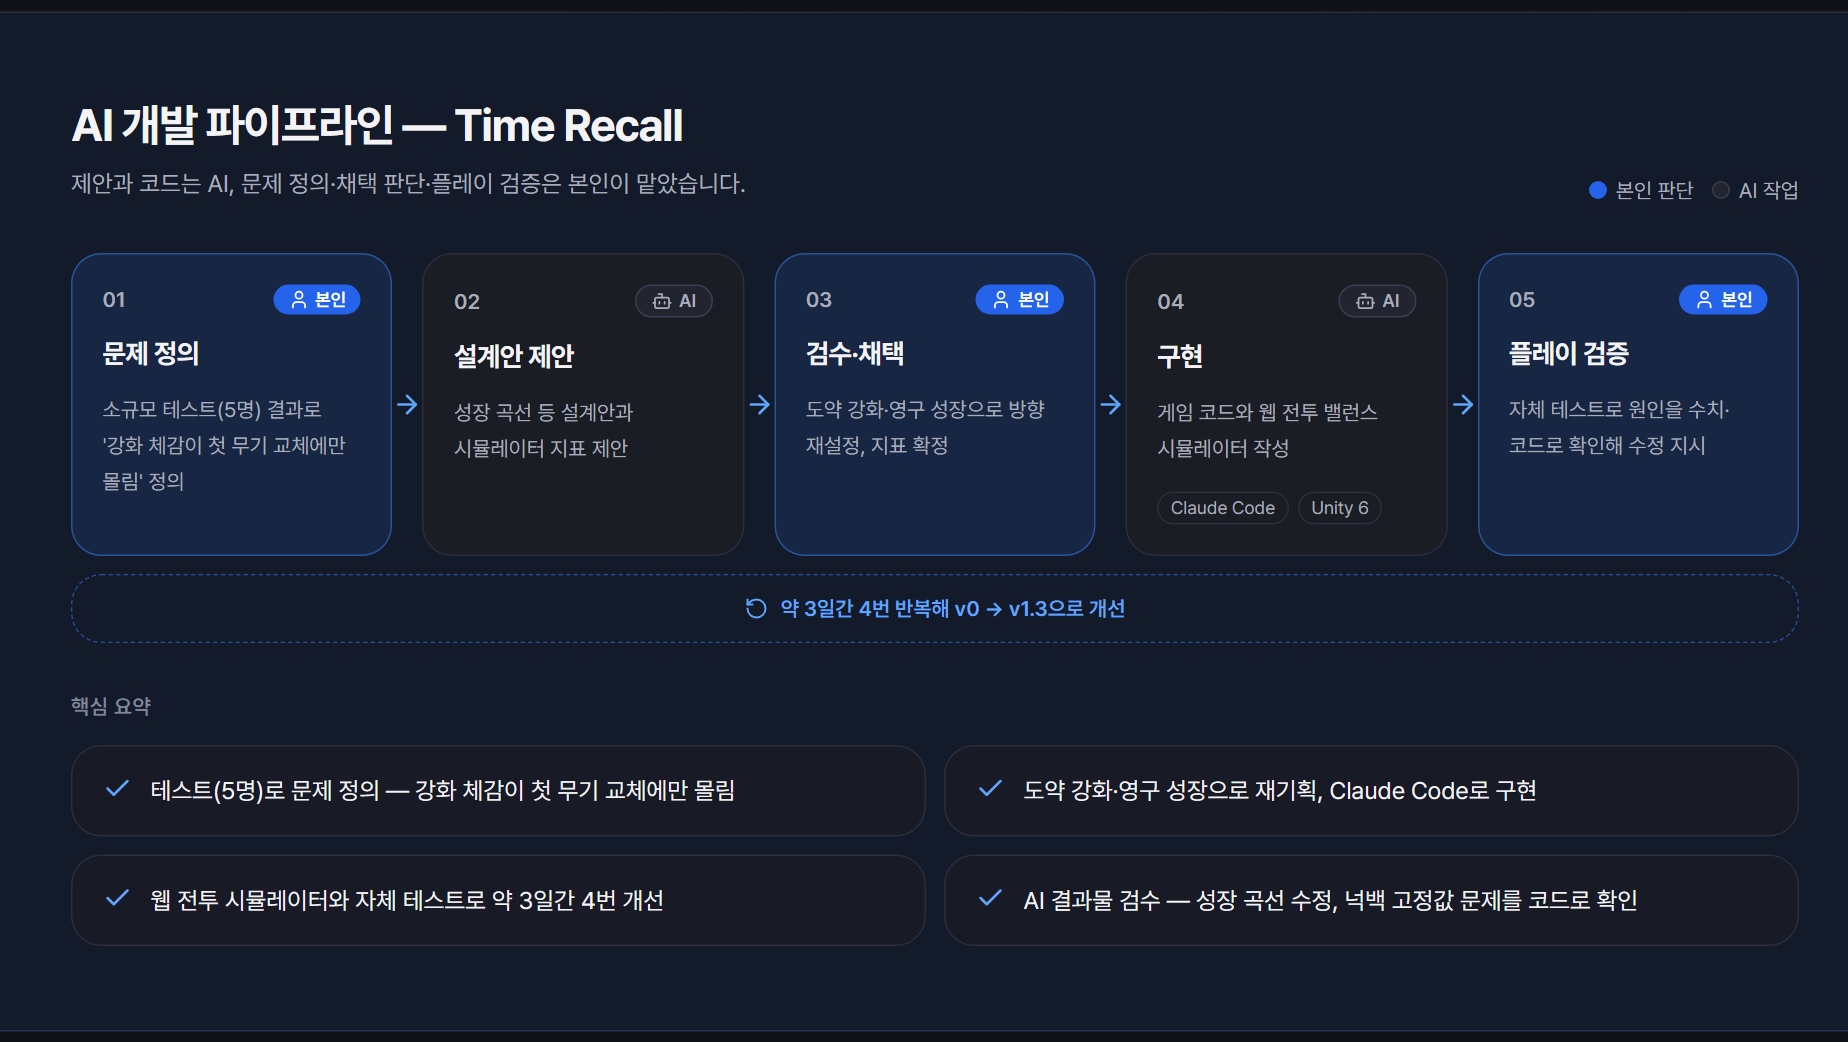 AI 개발 파이프라인 — Time Recall
제안과 코드는 AI, 문제 정의·채택 판단·플레이 검증은 본인이 맡았습니다.
본인 판단
AI 작업
01
본인
문제 정의
소규모 테스트(5명) 결과로
'강화 체감이 첫 무기 교체에만
몰림' 정의
02
AI
설계안 제안
성장 곡선 등 설계안과
시뮬레이터 지표 제안
03
본인
검수·채택
도약 강화·영구 성장으로 방향
재설정, 지표 확정
04
AI
구현
게임 코드와 웹 전투 밸런스
시뮬레이터 작성
Claude Code
Unity 6
05
본인
플레이 검증
자체 테스트로 원인을 수치·
코드로 확인해 수정 지시
약 3일간 4번 반복해 v0 → v1.3으로 개선
핵심 요약
테스트(5명)로 문제 정의 — 강화 체감이 첫 무기 교체에만 몰림
도약 강화·영구 성장으로 재기획, Claude Code로 구현
웹 전투 시뮬레이터와 자체 테스트로 약 3일간 4번 개선
AI 결과물 검수 — 성장 곡선 수정, 넉백 고정값 문제를 코드로 확인